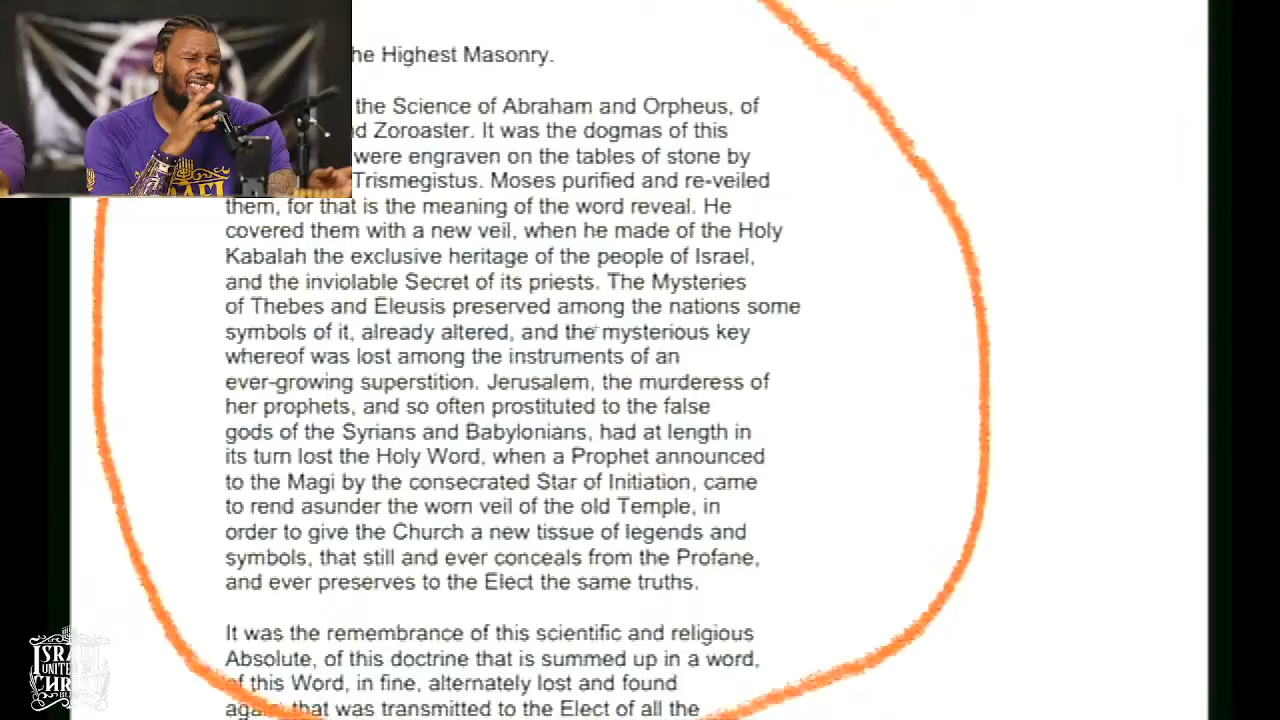 he Highest Masonry.
the Science of Abraham and Orpheus, of
d Zoroaster. It was the dogmas of this
were engraven on the tables of stone by
Trismegistus. Moses purified and re-veiled
them, for that is the meaning of the word reveal. He
covered them with a new veil, when he made of the Holy
Kabalah the exclusive heritage of the people of Israel,
and the inviolable Secret of its priests. The Mysteries
of Thebes and Eleusis preserved among the nations some
symbols of it, already altered, and the mysterious key
whereof was lost among the instruments of an
ever-growing superstition. Jerusalem, the murderess of
her prophets, and so often prostituted to the false
gods of the Syrians and Babylonians, had at length in
its turn lost the Holy Word, when a Prophet announced
to the Magi by the consecrated Star of Initiation, came
to rend asunder the worn veil of the old Temple, in
order to give the Church a new tissue of legends and
symbols, that still and ever conceals from the Profane,
and ever preserves to the Elect the same truths.
It was the remembrance of this scientific and religious
Absolute, of this doctrine that is summed up in a word,
of this Word, in fine, alternately lost and found
again, that was transmitted to the Elect of all the
ISRAEL
UNITED
CHRIST